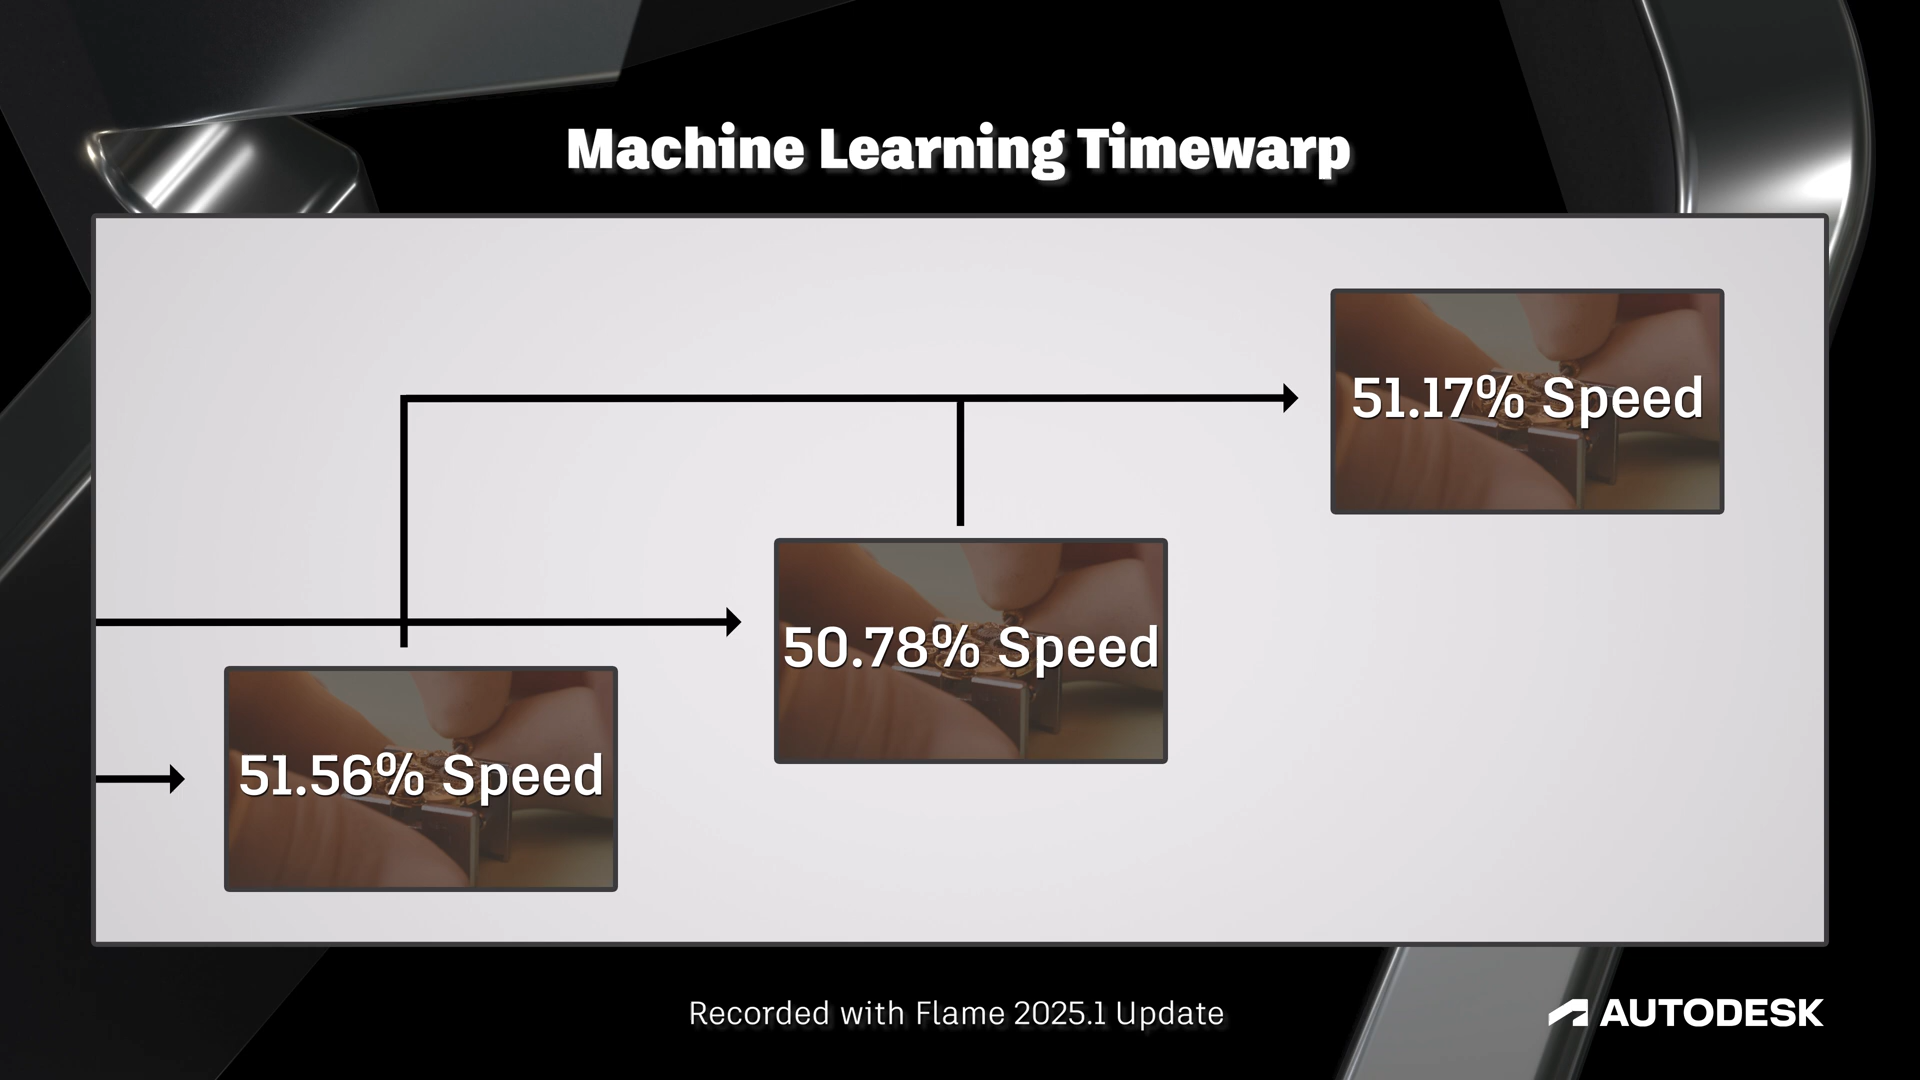 Machine Learning Timewarp
51.17% Speed
50.78% Speed
51.56% Speed
Recorded with Flame 2025.1 Update
AUTODESK